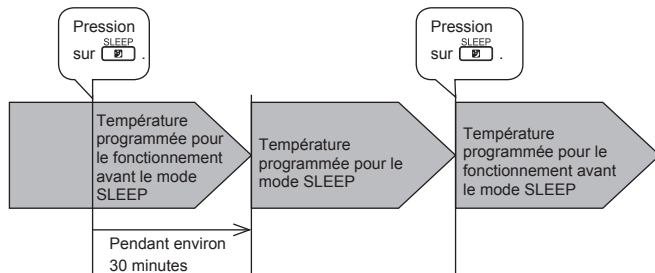 Pression
SLEEP
sur .
Pression
SLEEP
sur .
Température
programmée pour
le fonctionnement
avant le mode
SLEEP
Température
programmée pour le
mode SLEEP
Température
programmée pour le
fonctionnement avant
le mode SLEEP
Pendant environ
30 minutes